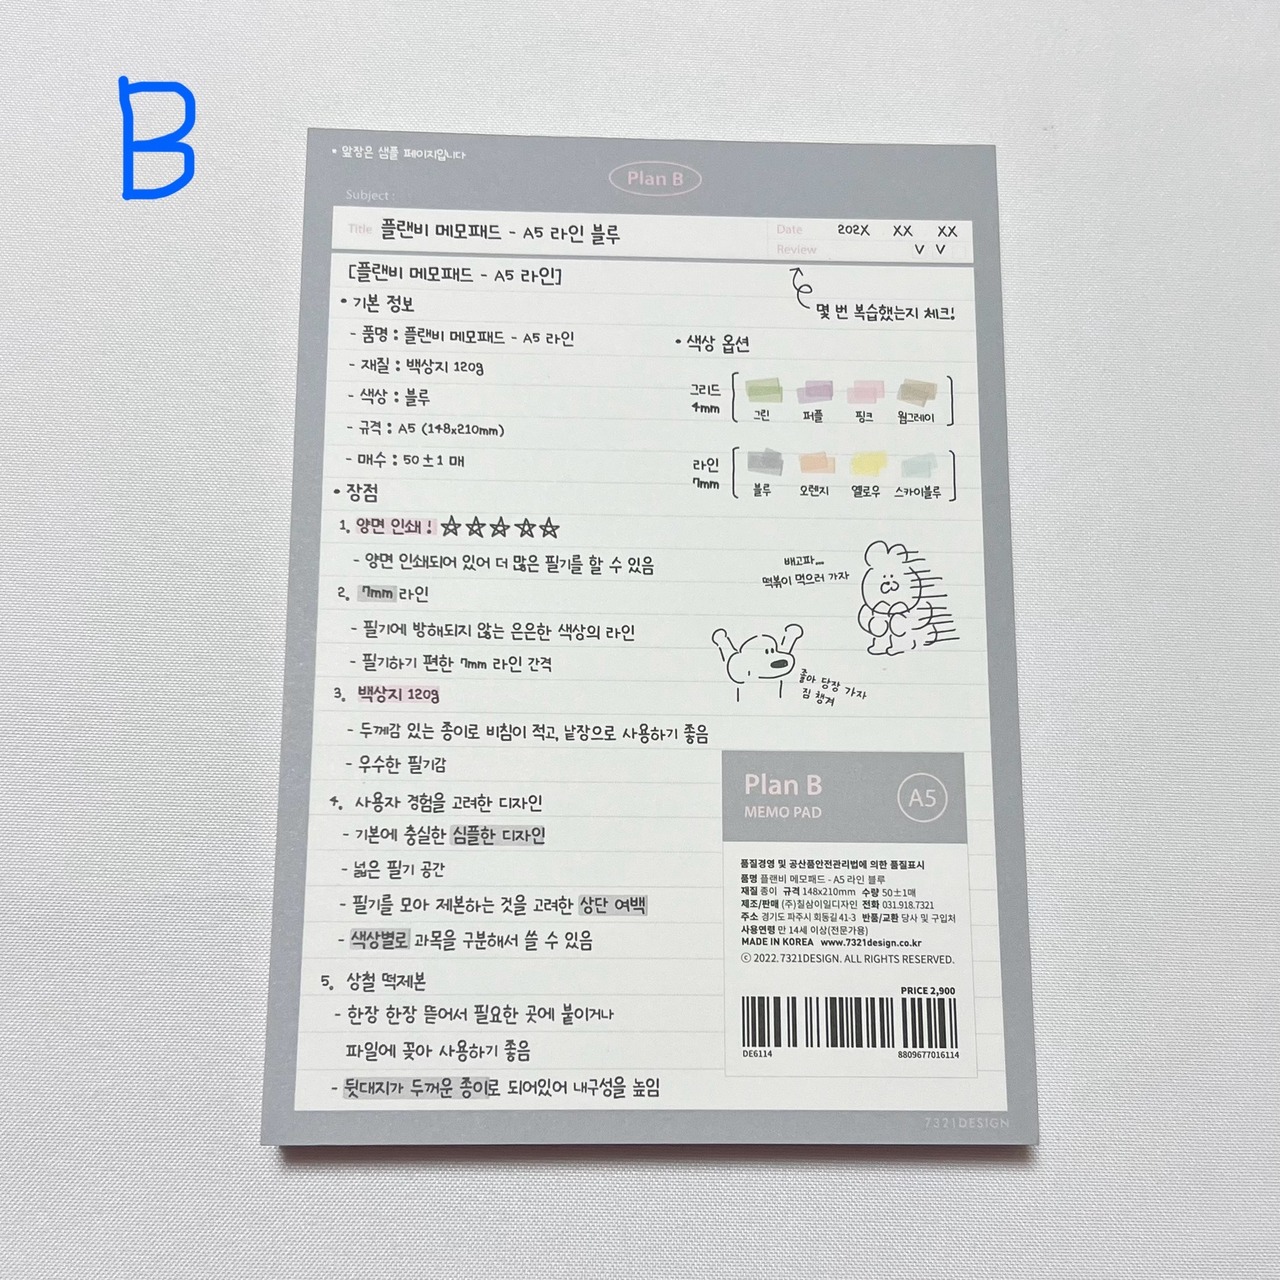 B
• 앞장은 샘플 페이지입니다
Plan B
Subject :
Title 플랜비 메모패드 - A5 라인 블루
Date 202X XX XX
Review V V
[플랜비 메모패드 - A5 라인]
몇 번 복습했는지 체크!
• 기본 정보
- 품명 : 플랜비 메모패드 - A5 라인
- 재질 : 백상지 120g
- 색상 : 블루
- 규격 : A5 (148x210mm)
- 매수 : 50±1 매
• 색상 옵션
그리드
4mm
그린 퍼플 핑크 웜그레이
라인
7mm
블루 오렌지 옐로우 스카이블루
• 장점
1. 양면 인쇄! ☆☆☆☆☆
- 양면 인쇄되어 있어 더 많은 필기를 할 수 있음
2. 7mm 라인
- 필기에 방해되지 않는 은은한 색상의 라인
- 필기하기 편한 7mm 라인 간격
배고파...
떡볶이 먹으러 가자
좋아 당장 가자
짐 챙겨
3. 백상지 120g
- 두께감 있는 종이로 비침이 적고, 낱장으로 사용하기 좋음
- 우수한 필기감
4. 사용자 경험을 고려한 디자인
- 기본에 충실한 심플한 디자인
- 넓은 필기 공간
- 필기를 모아 제본하는 것을 고려한 상단 여백
- 색상별로 과목을 구분해서 쓸 수 있음
5. 상철 떡제본
- 한장 한장 뜯어서 필요한 곳에 붙이거나
파일에 꽂아 사용하기 좋음
- 뒷대지가 두꺼운 종이로 되어있어 내구성을 높임
Plan B
MEMO PAD
A5
품질경영 및 공산품안전관리법에 의한 품질표시
품명 플랜비 메모패드 - A5 라인 블루
재질 종이 규격 148x210mm 수량 50±1매
제조/판매 (주)칠삼이일디자인 전화 031.918.7321
주소 경기도 파주시 회동길 41-3 반품/교환 당사 및 구입처
사용연령 만 14세 이상(전문가용)
MADE IN KOREA www.7321design.co.kr
ⓒ 2022.7321DESIGN. ALL RIGHTS RESERVED.
PRICE 2,900
DE6114 8809677016114
7321DESIGN